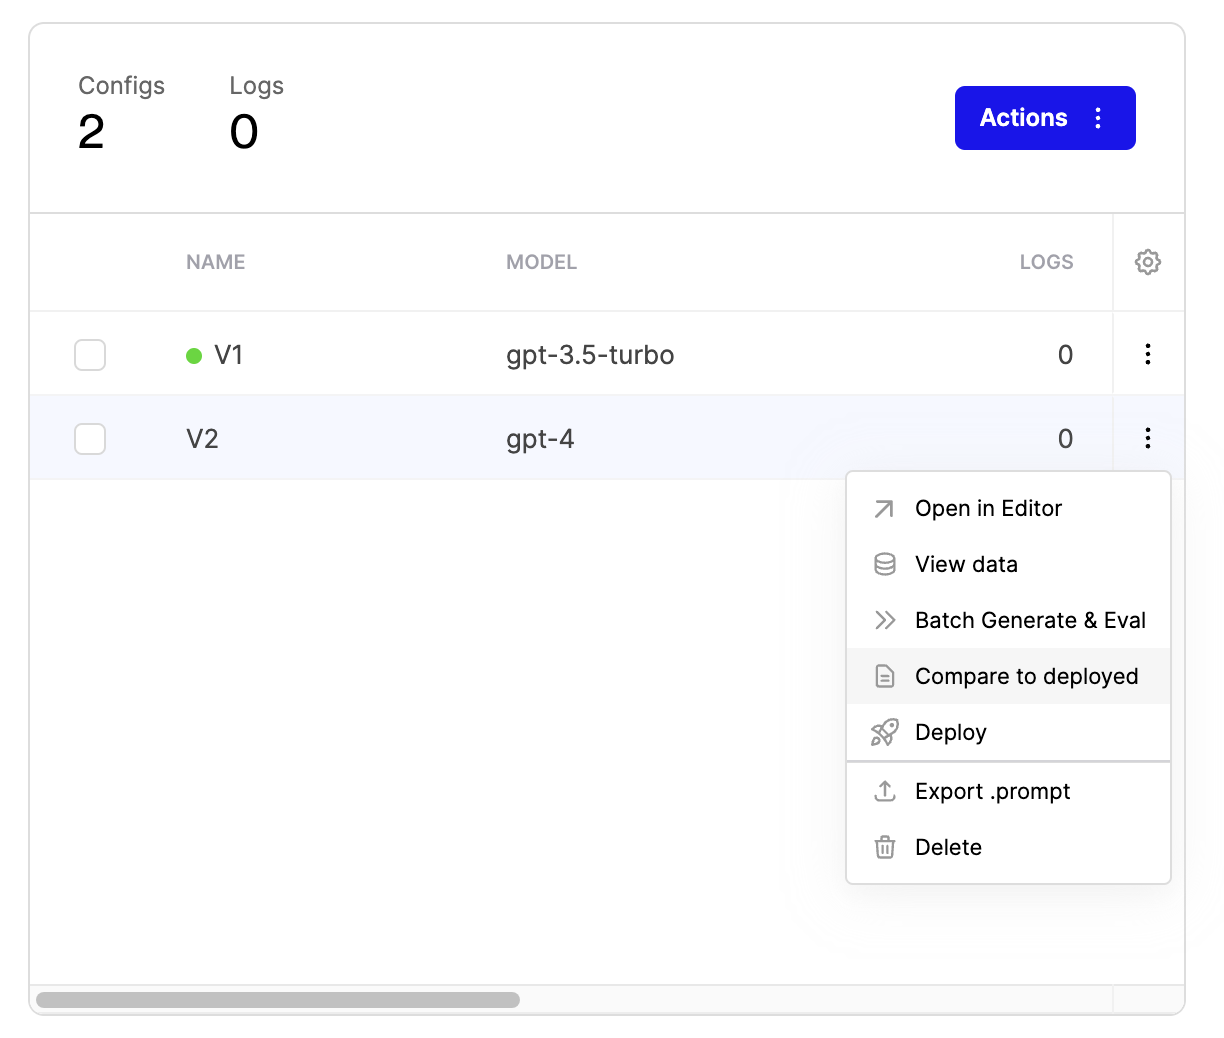 Configs Logs
2 0
Actions
NAME MODEL LOGS
V1 gpt-3.5-turbo 0
V2 gpt-4 0
Open in Editor
View data
Batch Generate & Eval
Compare to deployed
Deploy
Export .prompt
Delete